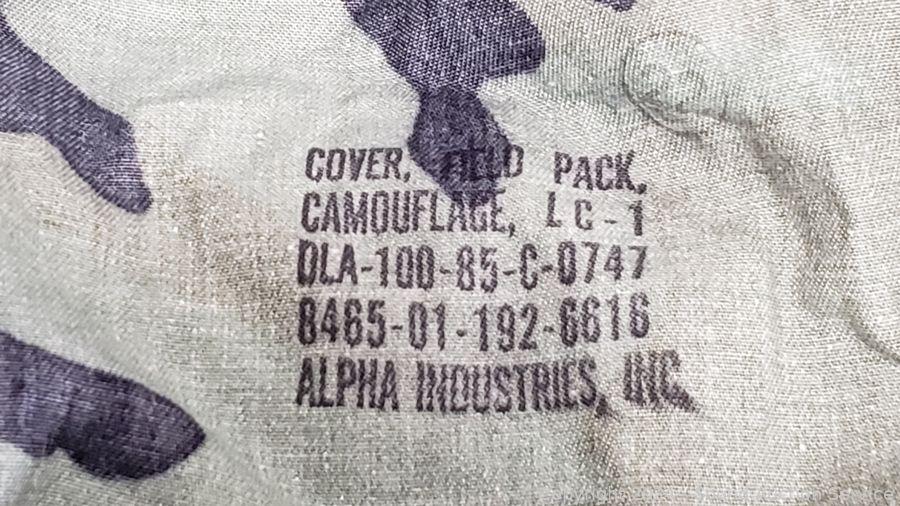 COVER, FIELD PACK,
CAMOUFLAGE, LC-1
DLA-100-85-C-0747
8465-01-192-6616
ALPHA INDUSTRIES, INC.